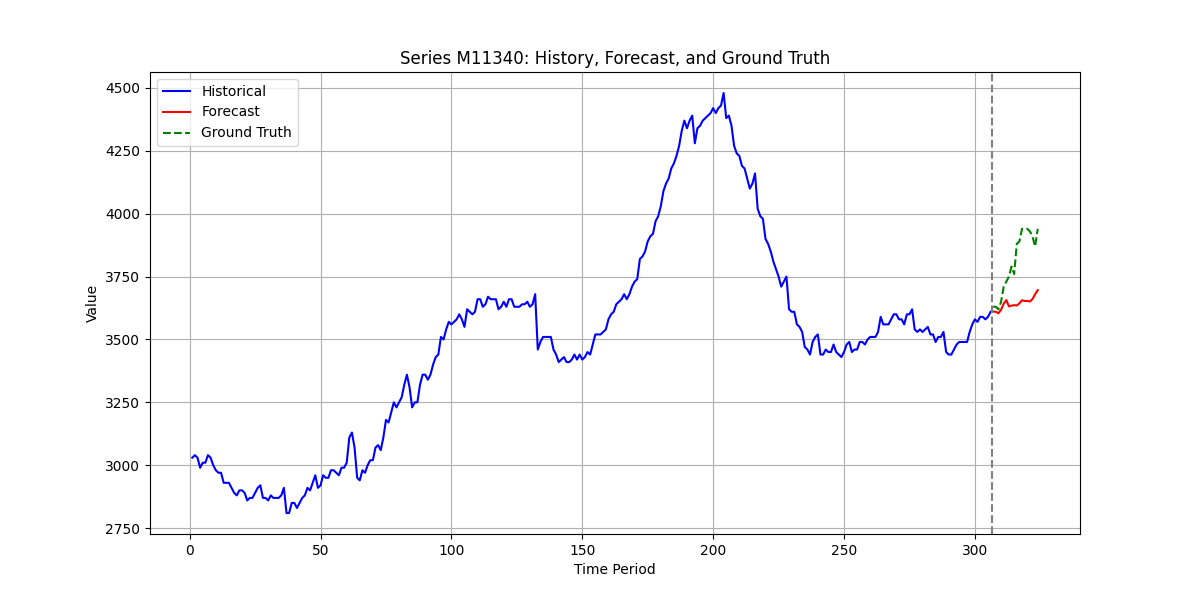 Series M11340: History, Forecast, and Ground Truth
Historical
Forecast
Ground Truth
4500
4250
4000
3750
3500
3250
3000
2750
Value
0 50 100 150 200 250 300
Time Period